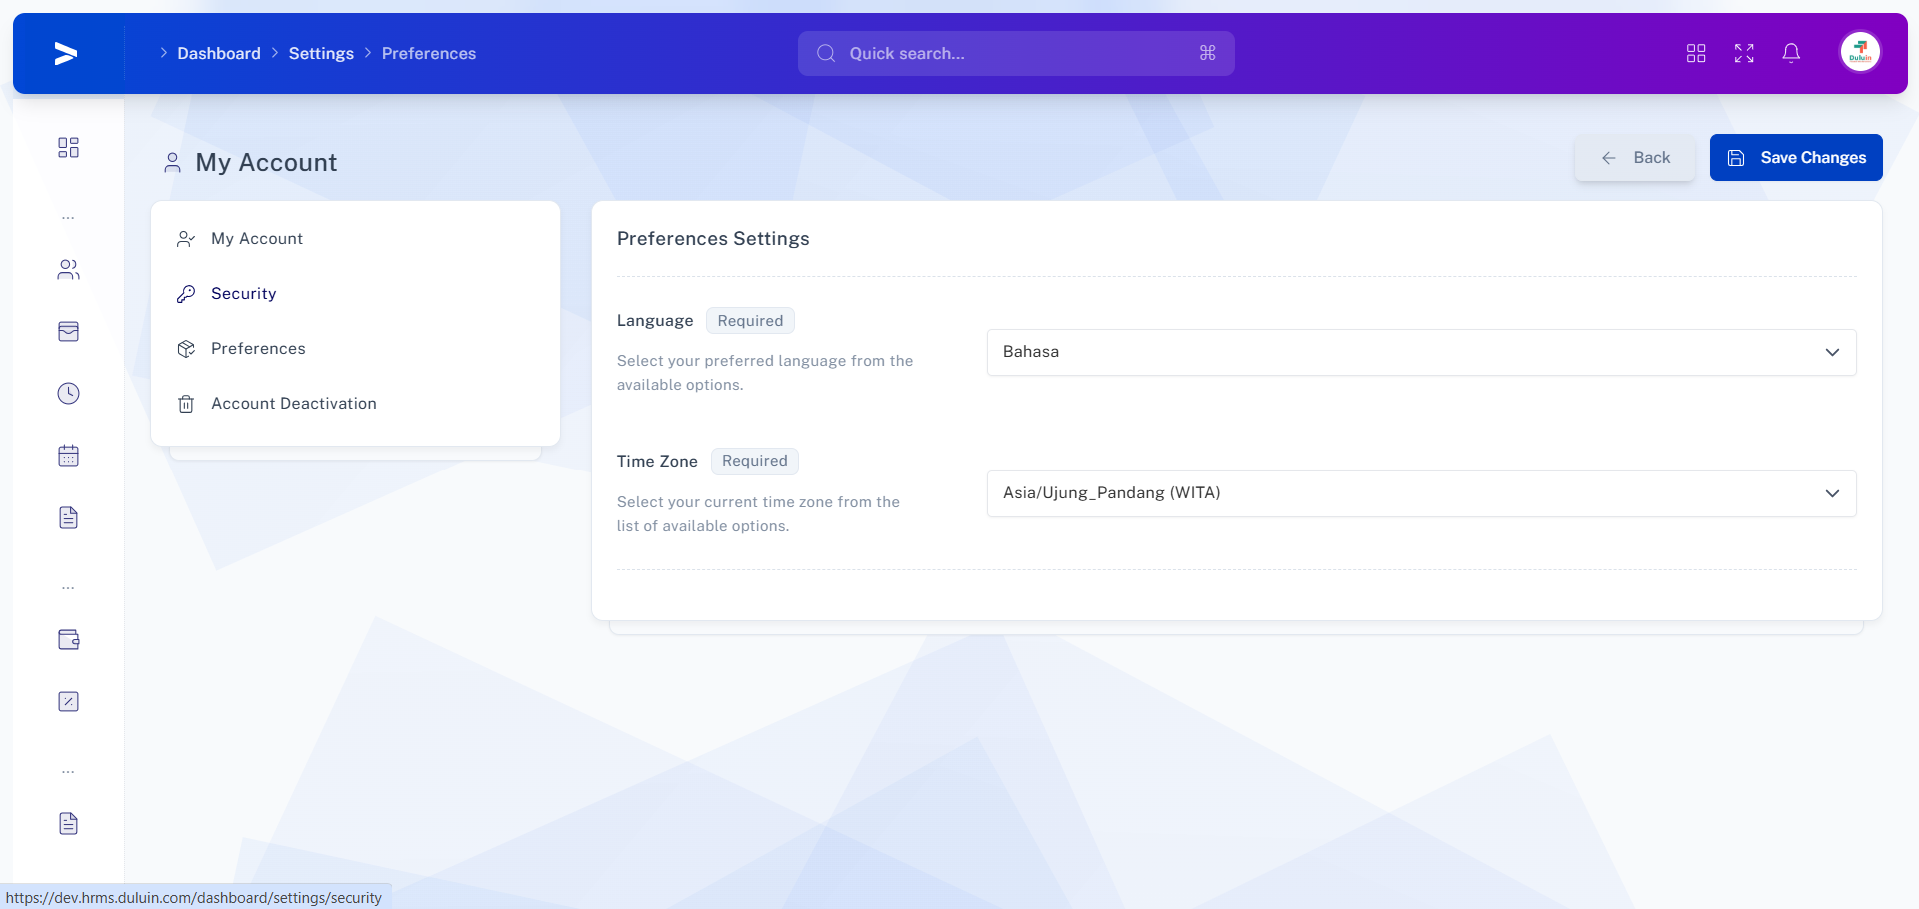 Dashboard Settings Preferences
Quick search...
Duluin
My Account
Back
Save Changes
...
My Account
Security
Preferences
Account Deactivation
Preferences Settings
Language Required
Select your preferred language from the
available options.
Bahasa
Time Zone Required
Select your current time zone from the
list of available options.
Asia/Ujung_Pandang (WITA)
...
...
https://dev.hrms.duluin.com/dashboard/settings/security